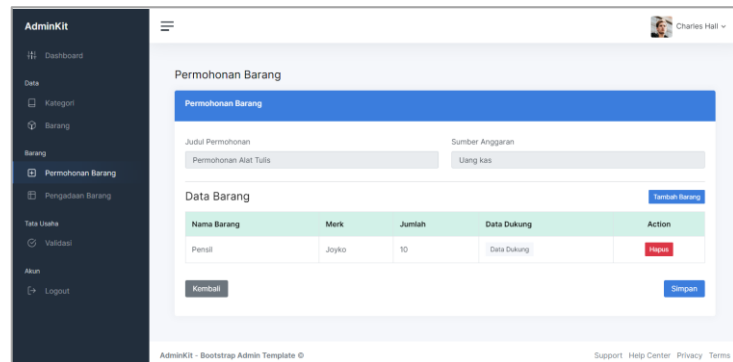 AdminKit
Dashboard
Data
Kategori
Barang
Barang
Permohonan Barang
Pengadaan Barang
Tata Usaha
Validasi
Akun
Logout
Charles Hall
Permohonan Barang
Permohonan Barang
Judul Permohonan Sumber Anggaran
Permohonan Alat Tulis Uang kas
Data Barang Tambah Barang
Nama Barang Merk Jumlah Data Dukung Action
Pensil Joyko 10 Data Dukung Hapus
Kembali Simpan
AdminKit - Bootstrap Admin Template © Support Help Center Privacy Terms